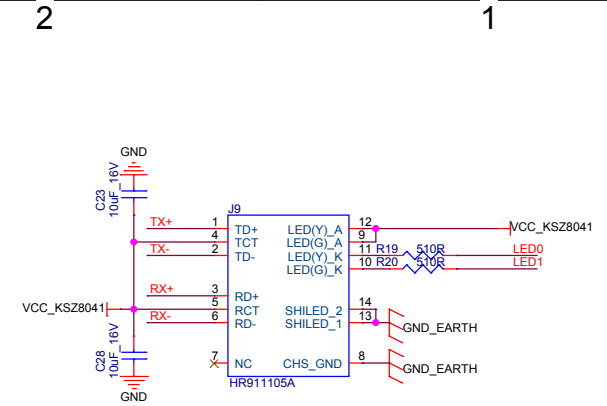 2 1
GND
C23
10uF_16V
J9
TX+ 1 TD+ LED(Y)_A 12 VCC_KSZ8041
4 TCT LED(G)_A 9
TX- 2 TD- LED(Y)_K 11 R19 510R LED0
LED(G)_K 10 R20 510R LED1
RX+ 3 RD+
VCC_KSZ8041 5 RCT SHILED_2 14
RX- 6 RD- SHILED_1 13 GND_EARTH
C28
10uF_16V
7 NC CHS_GND 8 GND_EARTH
HR911105A
GND